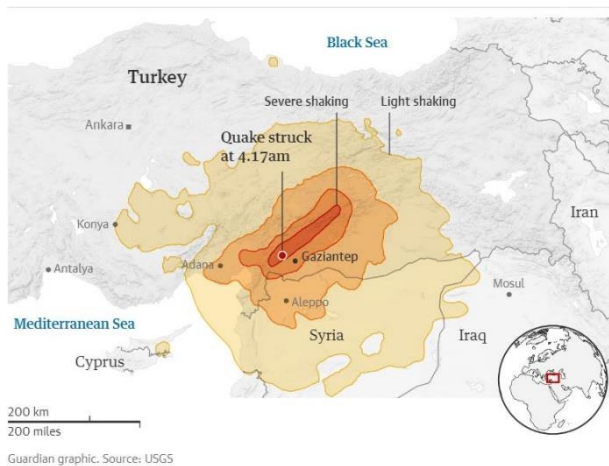 Black Sea
Turkey
Severe shaking
Light shaking
Ankara
Quake struck
at 4.17am
Iran
Konya
Gaziantep
Adana
Antalya
Mosul
Aleppo
Mediterranean Sea
Syria
Iraq
Cyprus
200 km
200 miles
Guardian graphic. Source: USGS